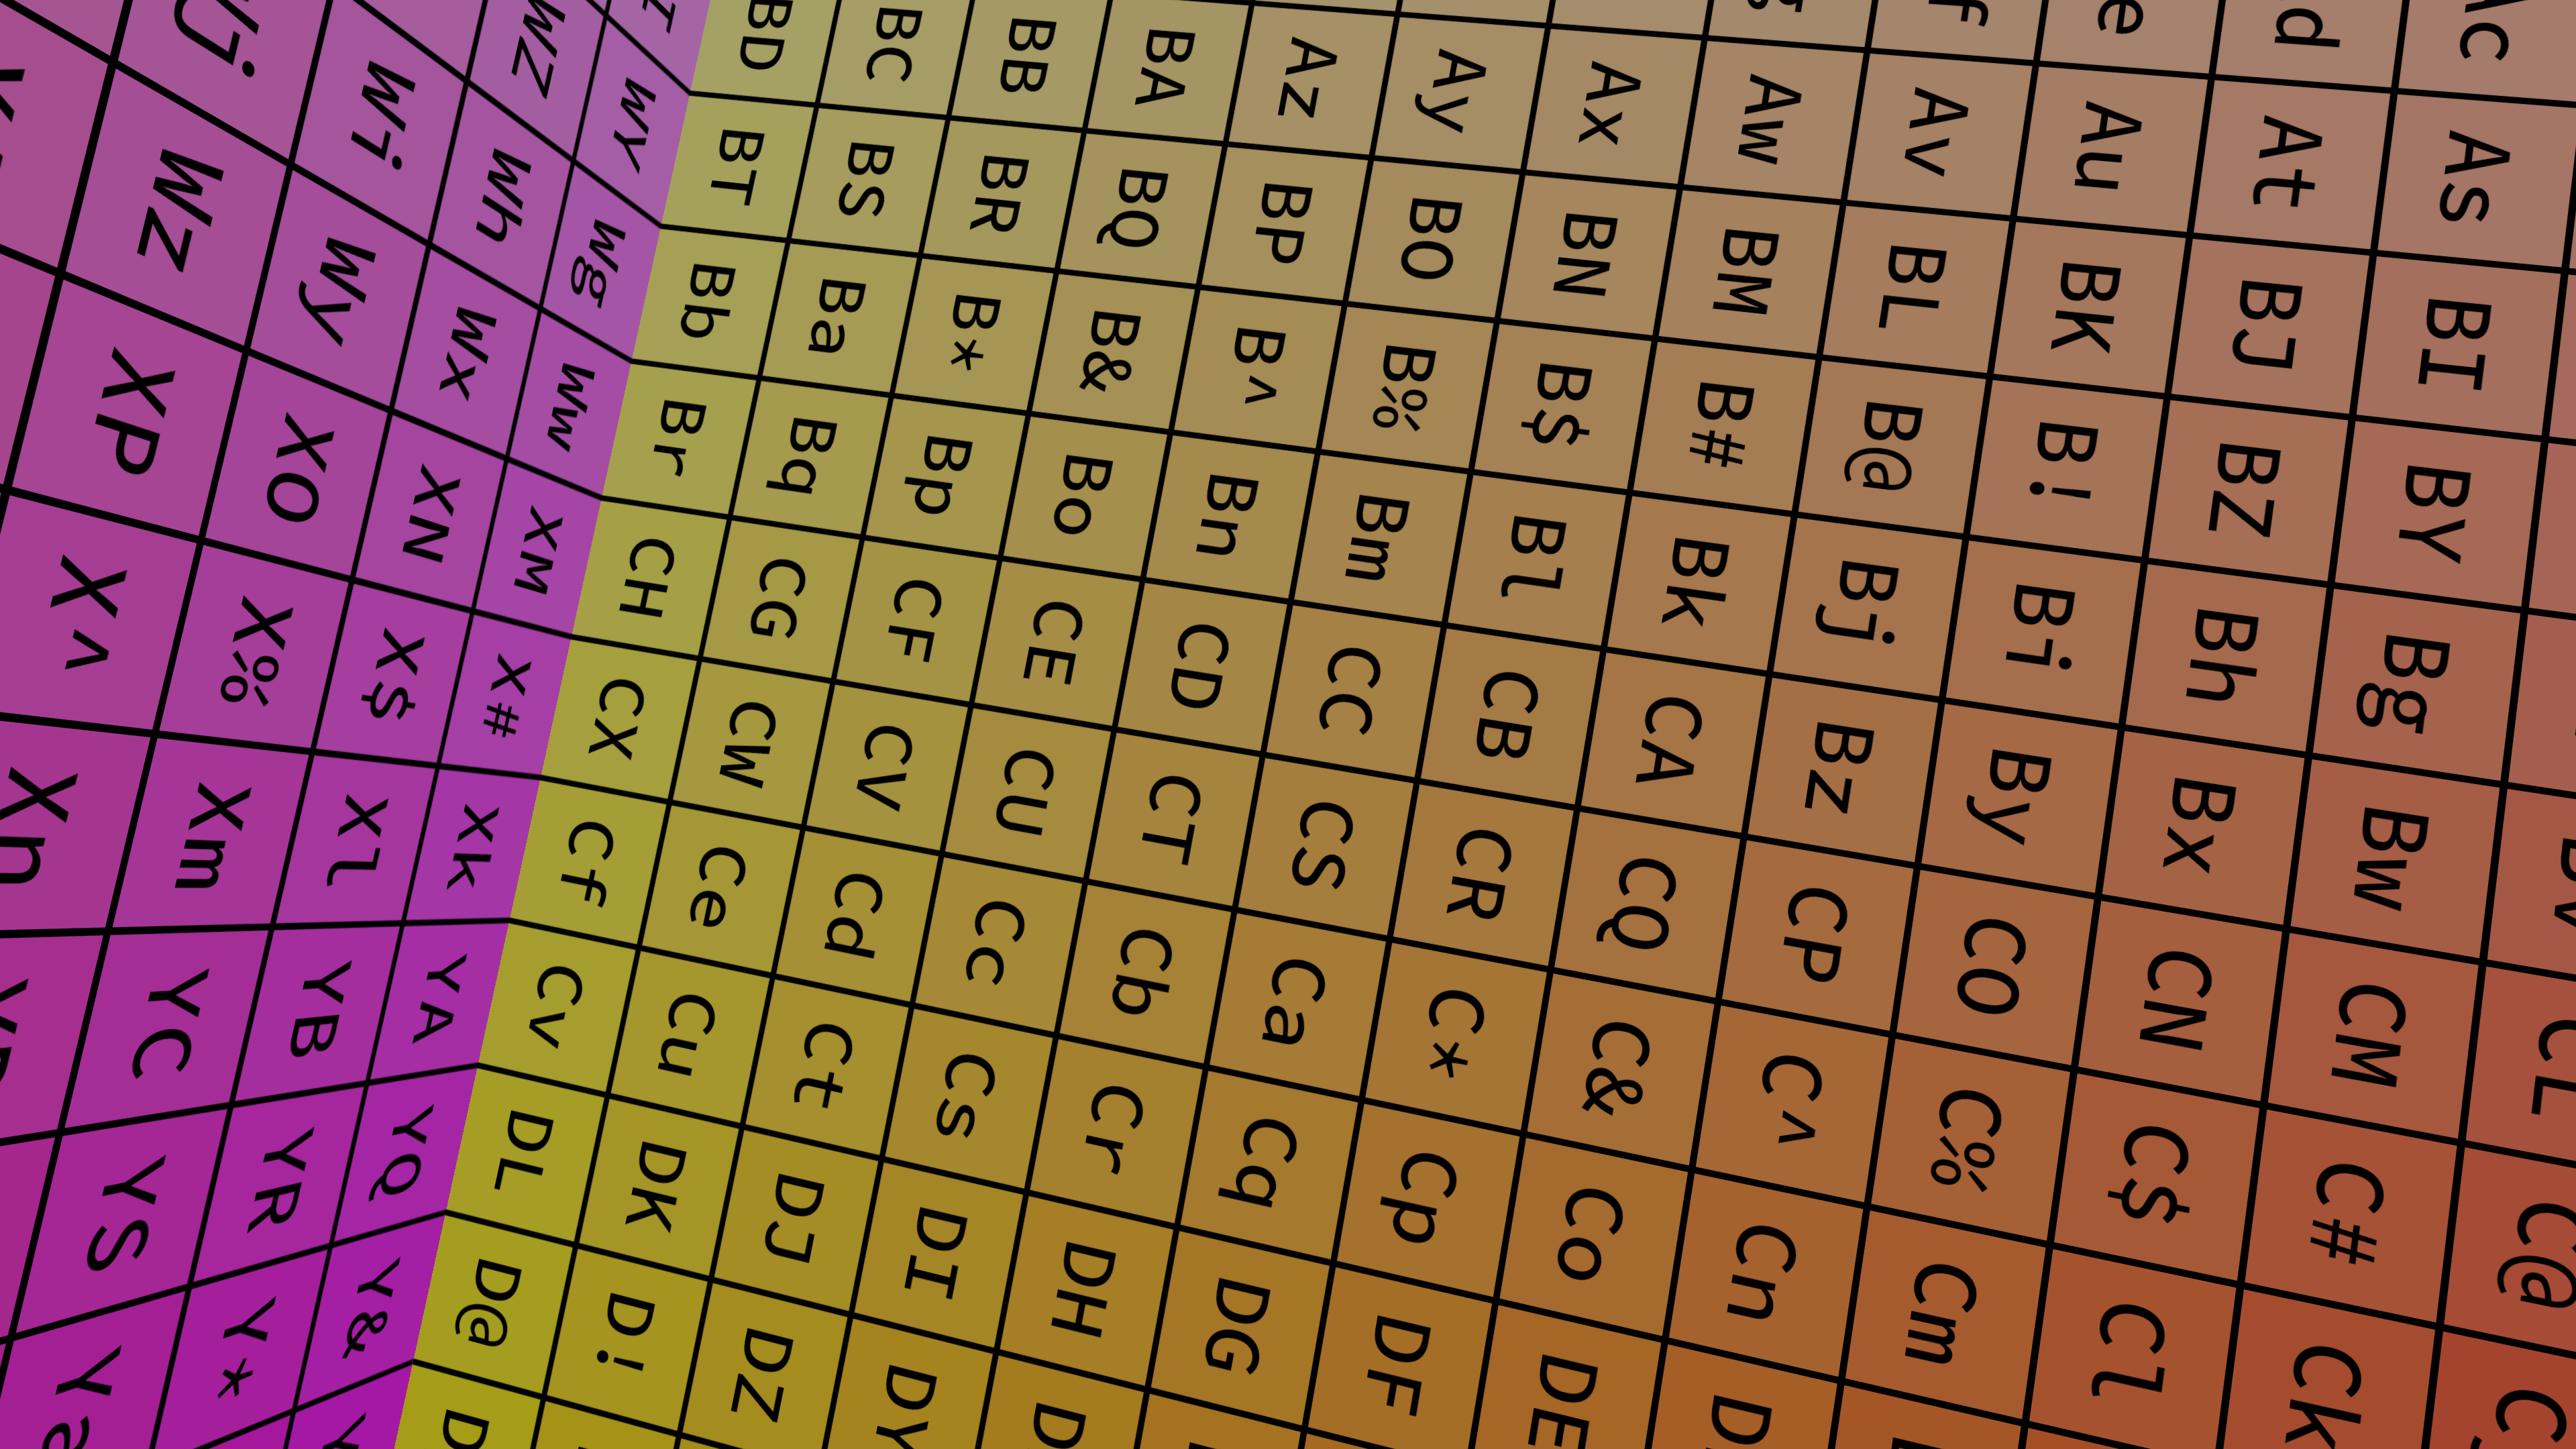 BD BC BB BA Az Ay Ax Aw Av Au At As
BT BS BR BQ BP BO BN BM BL BK BJ BI
Bb Ba B* B& B^ B% B$ B# B@ B! BZ BY
Br Bq Bp Bo Bn Bm Bl Bk Bj Bi Bh Bg
CH CG CF CE CD CC CB CA Bz By Bx Bw
CX CW CV CU CT CS CR CQ CP CO CN CM CL
Cf Ce Cd Cc Cb Ca C* C& C^ C% C$ C# C@
Cv Cu Ct Cs Cr Cq Cp Co Cn Cm Cl Ck
DL DK DJ DI DH DG DF DE
D@ D! DZ DY
Wi Wh Wg
WZ Wy Wx Ww
XP XO XN XM
X^ X% X$ X#
Xn Xm Xl Xk
YC YB YA
YS YR YQ
Y* Y&